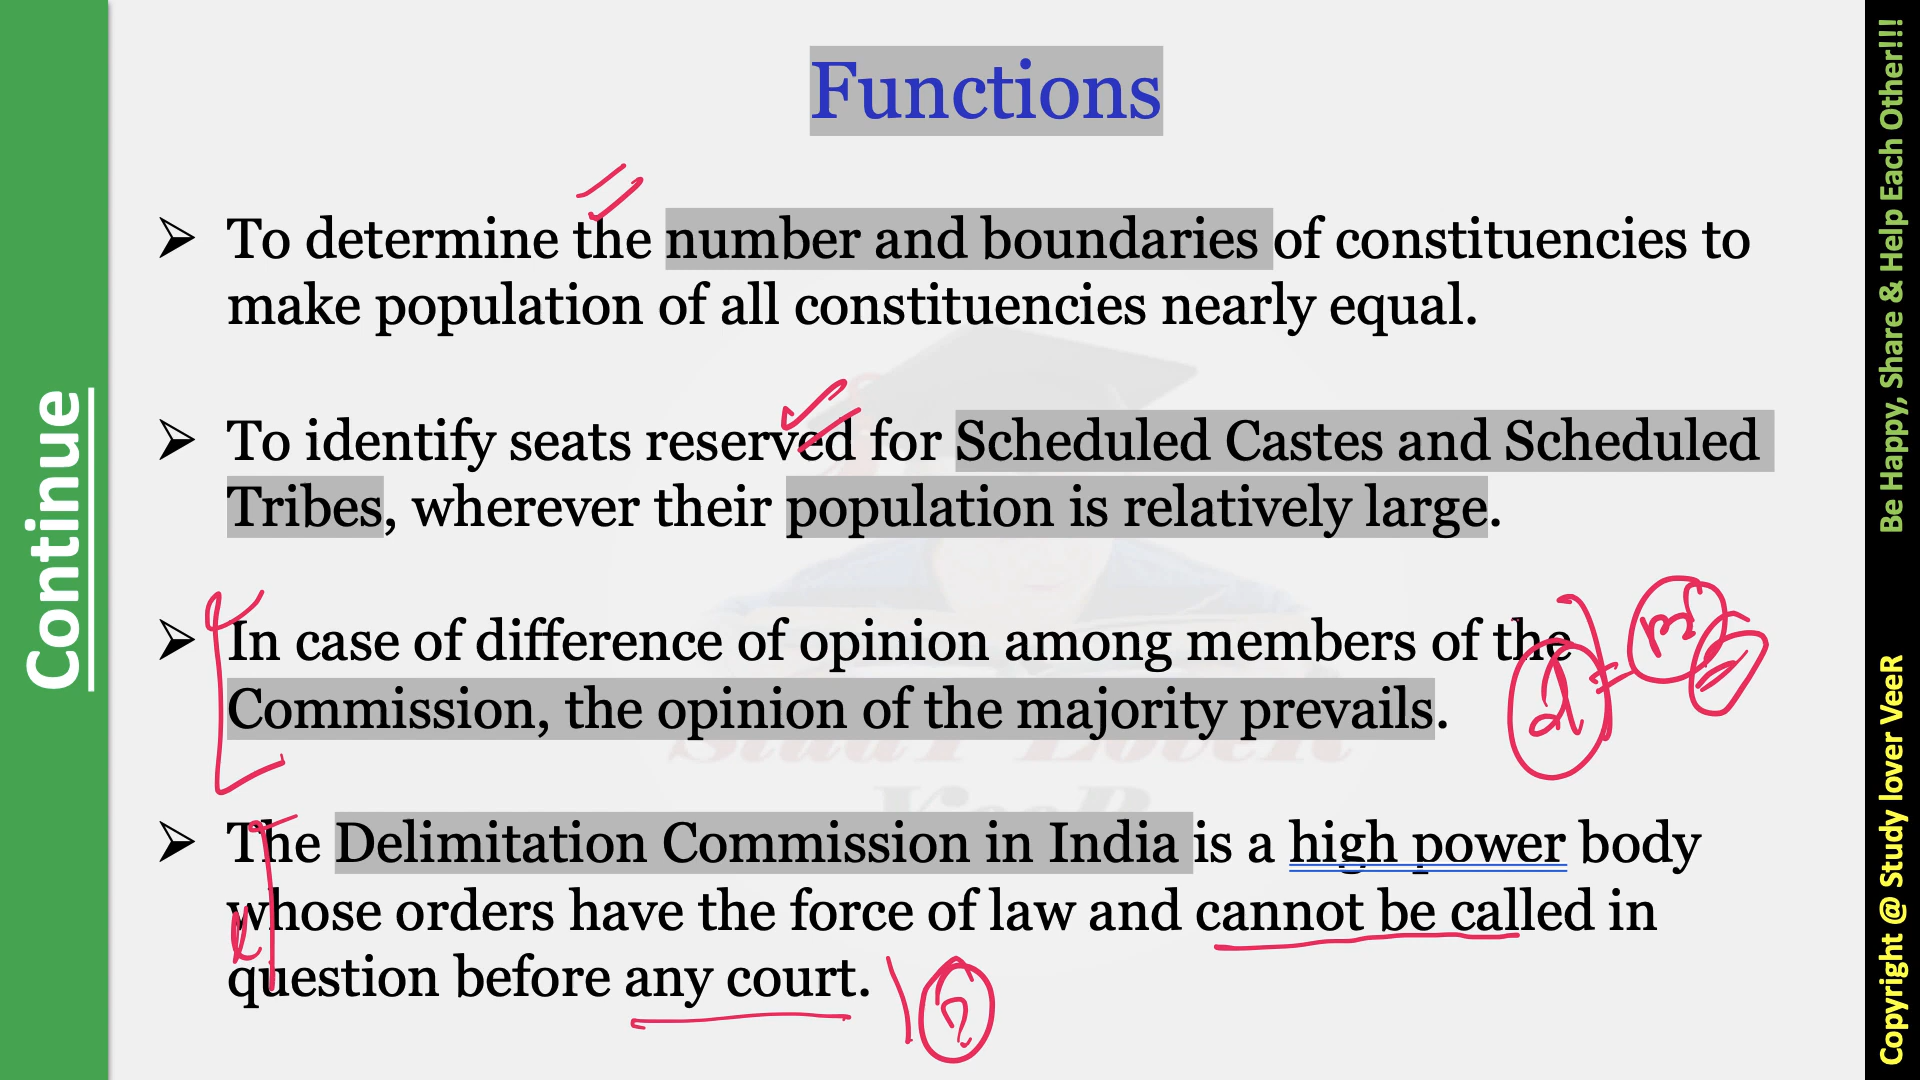 Functions
➢ To determine the number and boundaries of constituencies to
make population of all constituencies nearly equal.
➢ To identify seats reserved for Scheduled Castes and Scheduled
Tribes, wherever their population is relatively large.
➢ In case of difference of opinion among members of the
Commission, the opinion of the majority prevails.
➢ The Delimitation Commission in India is a high power body
whose orders have the force of law and cannot be called in
question before any court.
?
Continue
Be Happy, Share & Help Each Other!!!
Copyright @ Study lover VeeR
Study LoveR
VeeR